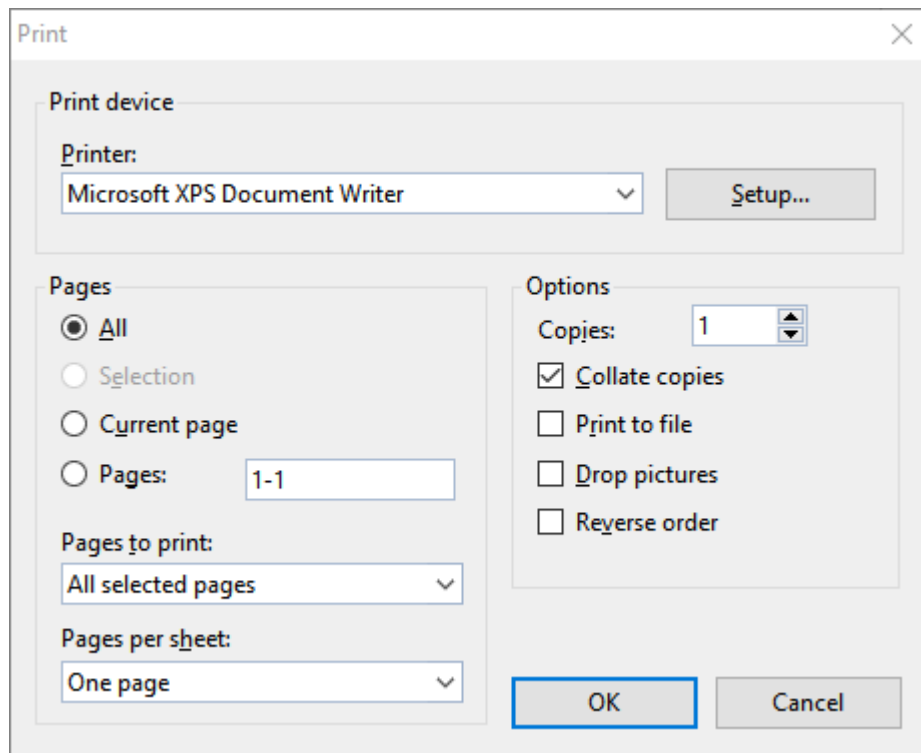 Print
Print device
Printer:
Microsoft XPS Document Writer
Setup...
Pages
All
Selection
Current page
Pages: 1-1
Pages to print:
All selected pages
Pages per sheet:
One page
Options
Copies: 1
Collate copies
Print to file
Drop pictures
Reverse order
OK
Cancel